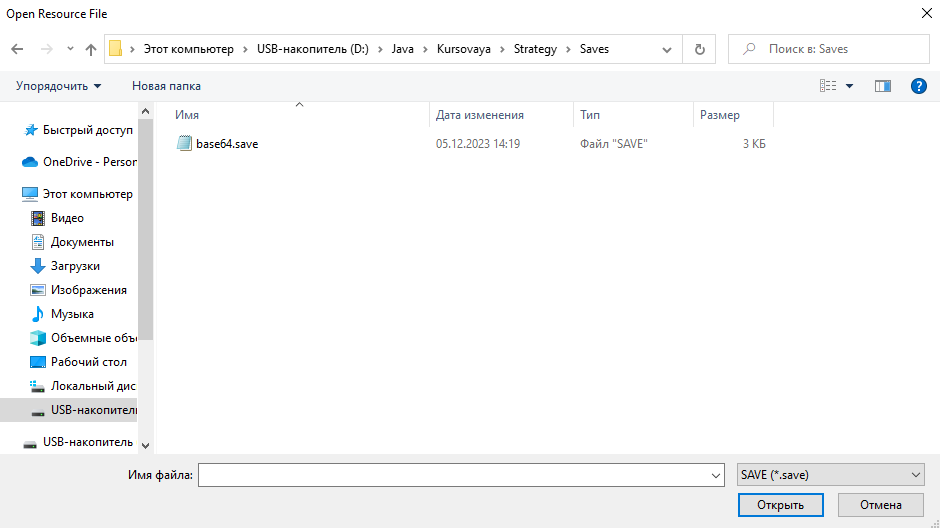 Open Resource File
Этот компьютер > USB-накопитель (D:) > Java > Kursovaya > Strategy > Saves
Поиск в: Saves
Упорядочить Новая папка
Имя Дата изменения Тип Размер
base64.save 05.12.2023 14:19 Файл "SAVE" 3 КБ
Быстрый доступ
OneDrive - Person
Этот компьютер
Видео
Документы
Загрузки
Изображения
Музыка
Объемные объ
Рабочий стол
Локальный дис
USB-накопитель
USB-накопитель
Имя файла: SAVE (*.save)
Открыть Отмена